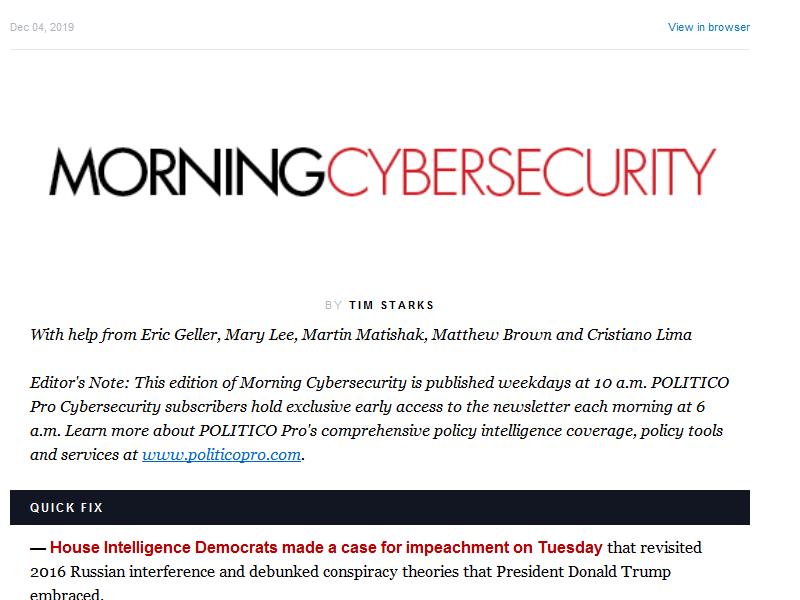 Dec 04, 2019
View in browser
MORNINGCYBERSECURITY
BY TIM STARKS
With help from Eric Geller, Mary Lee, Martin Matishak, Matthew Brown and Cristiano Lima
Editor's Note: This edition of Morning Cybersecurity is published weekdays at 10 a.m. POLITICO
Pro Cybersecurity subscribers hold exclusive early access to the newsletter each morning at 6
a.m. Learn more about POLITICO Pro's comprehensive policy intelligence coverage, policy tools
and services at www.politicopro.com.
QUICK FIX
— House Intelligence Democrats made a case for impeachment on Tuesday that revisited
2016 Russian interference and debunked conspiracy theories that President Donald Trump
embraced.